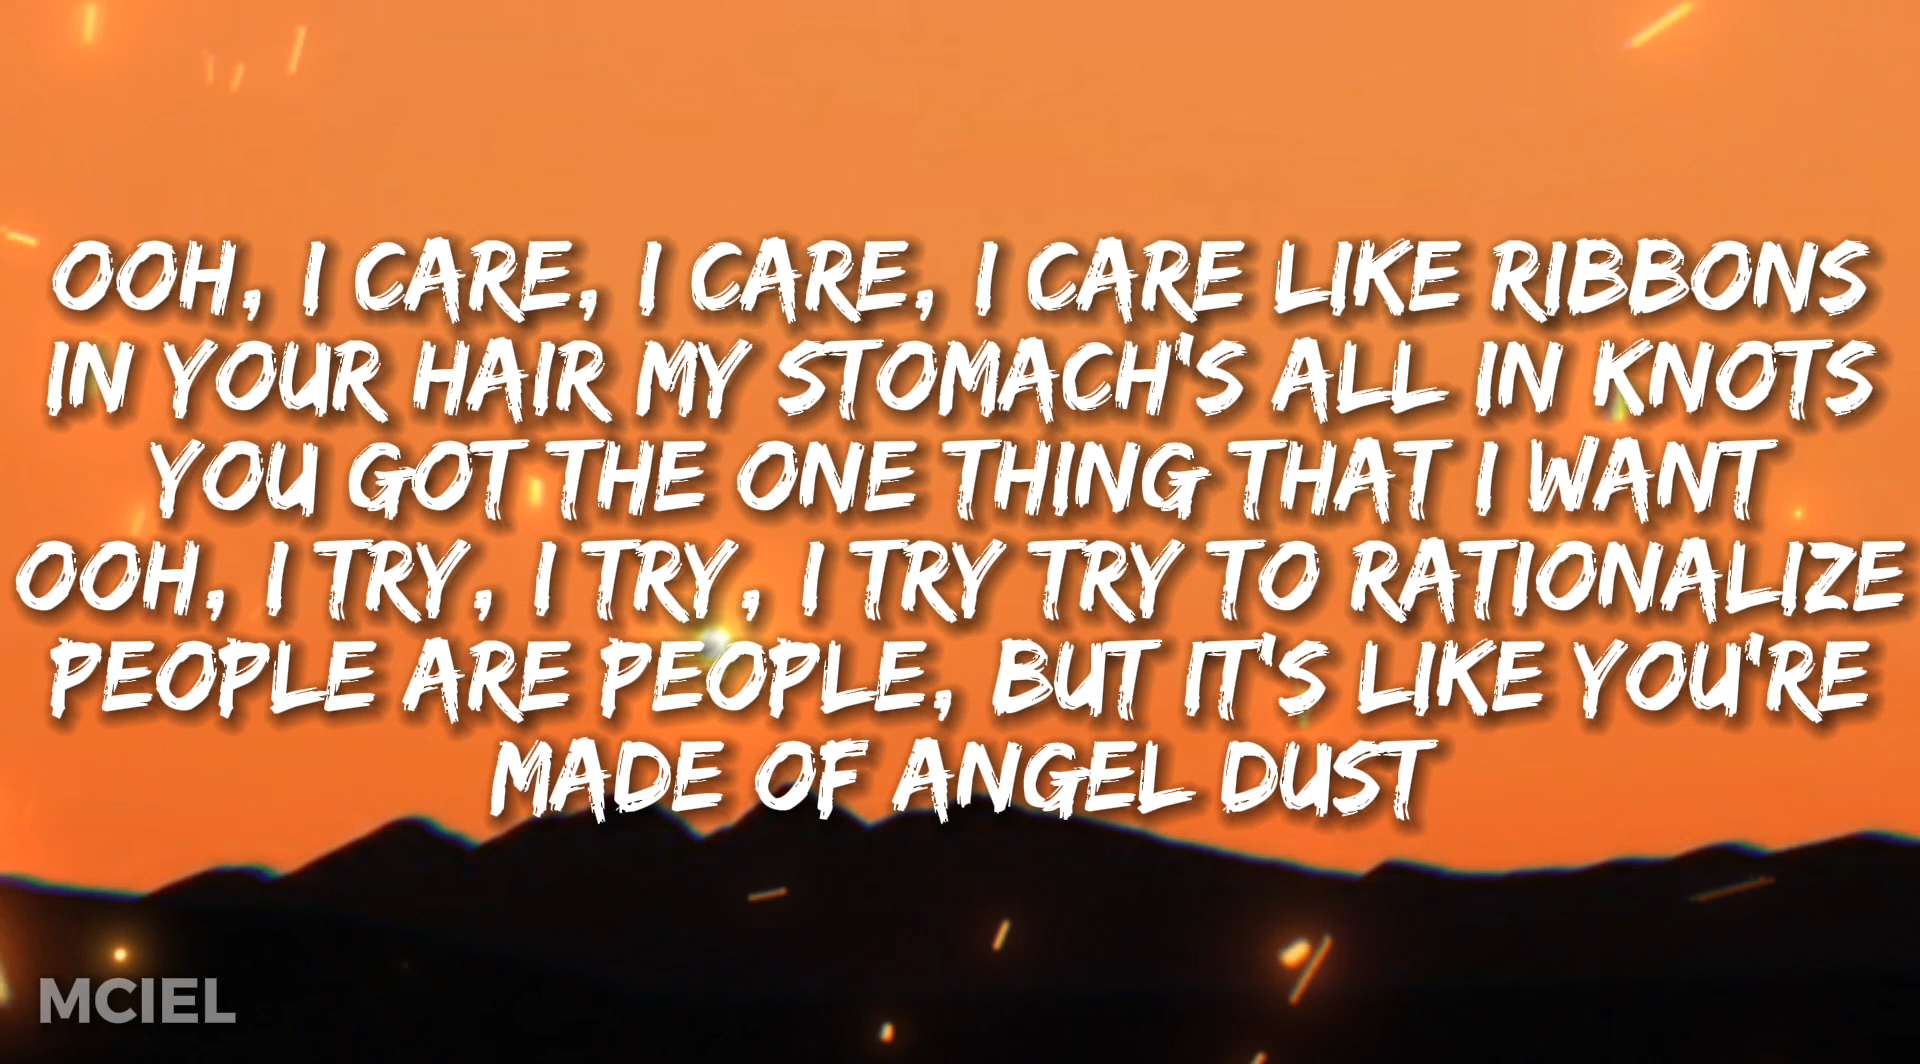 OOH, I CARE, I CARE, I CARE LIKE RIBBONS
IN YOUR HAIR MY STOMACH'S ALL IN KNOTS
YOU GOT THE ONE THING THAT I WANT
OOH, I TRY, I TRY, I TRY TRY TO RATIONALIZE
PEOPLE ARE PEOPLE, BUT IT'S LIKE YOU'RE
MADE OF ANGEL DUST
MCIEL